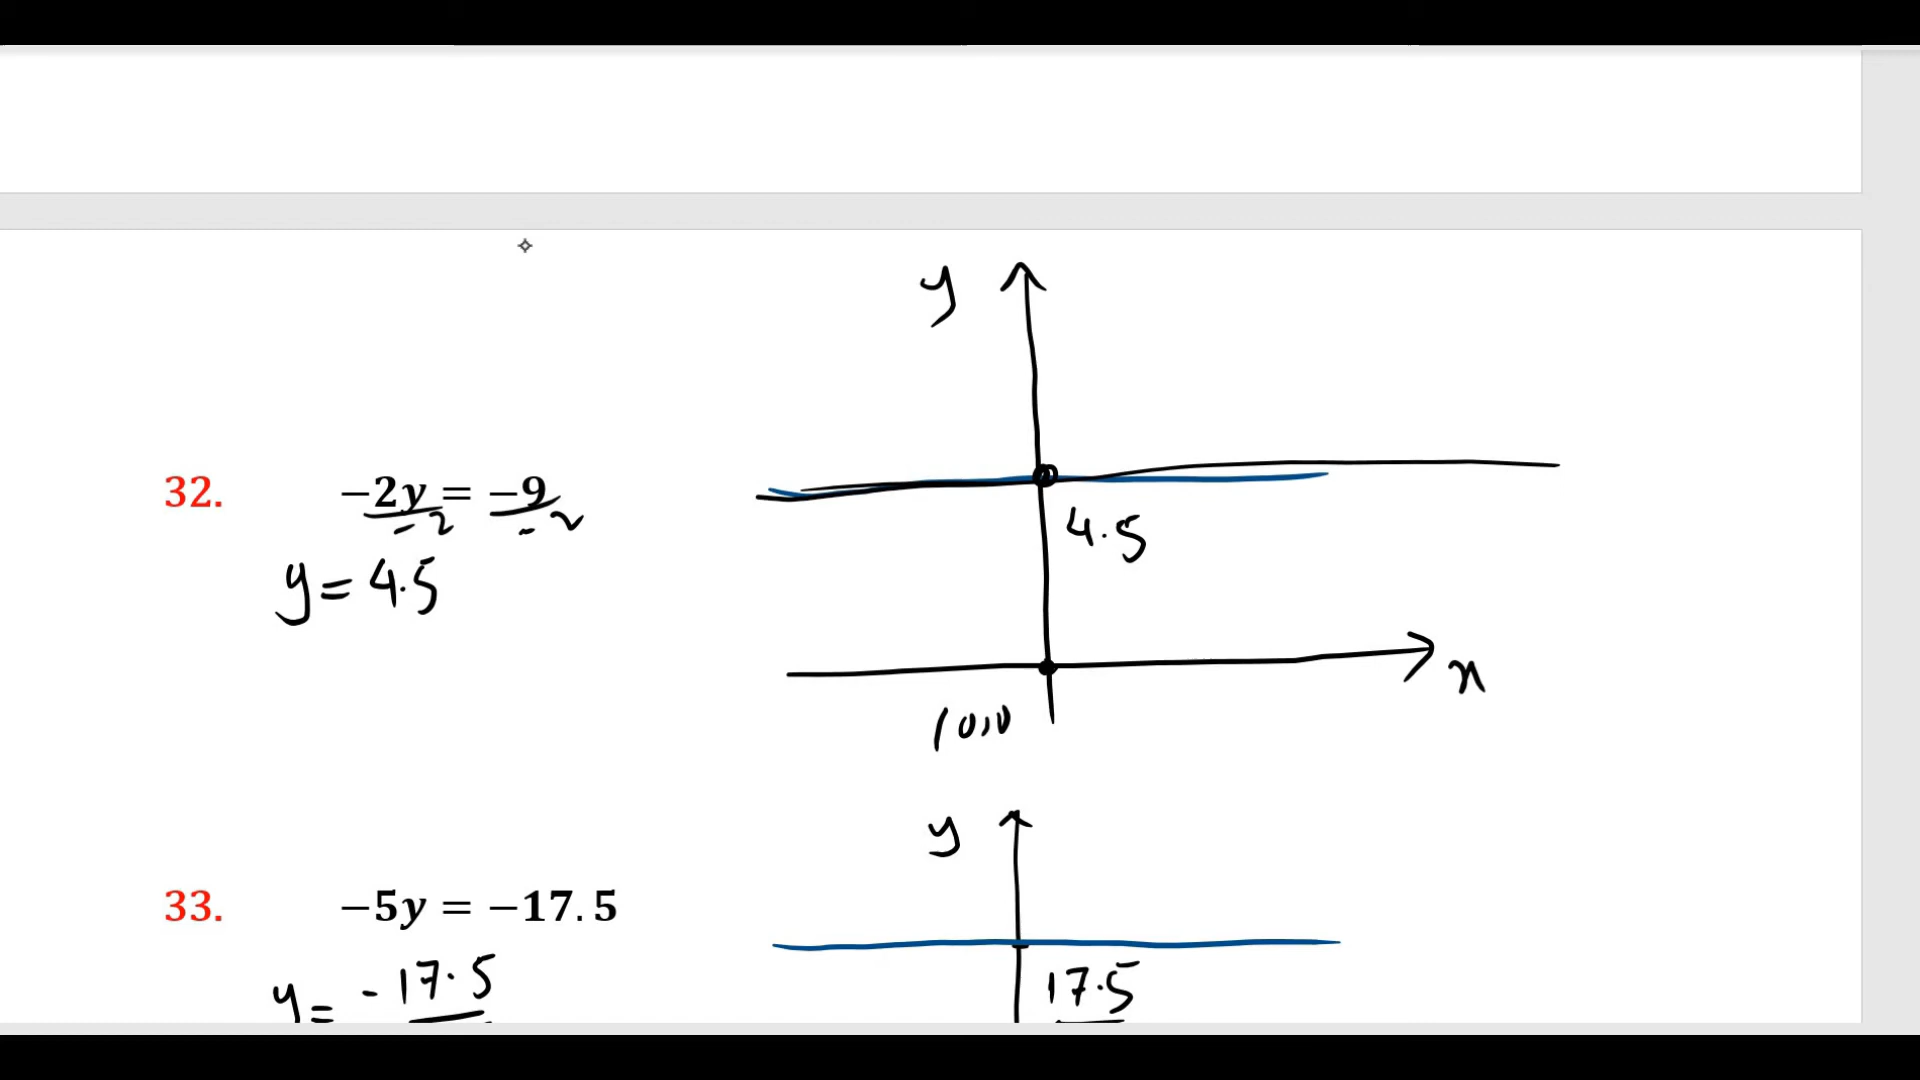 y
32. −2y = −9
-2 -2
4.5
y = 4.5
x
(0,0
y
33. −5y = −17.5
y = -17.5
17.5